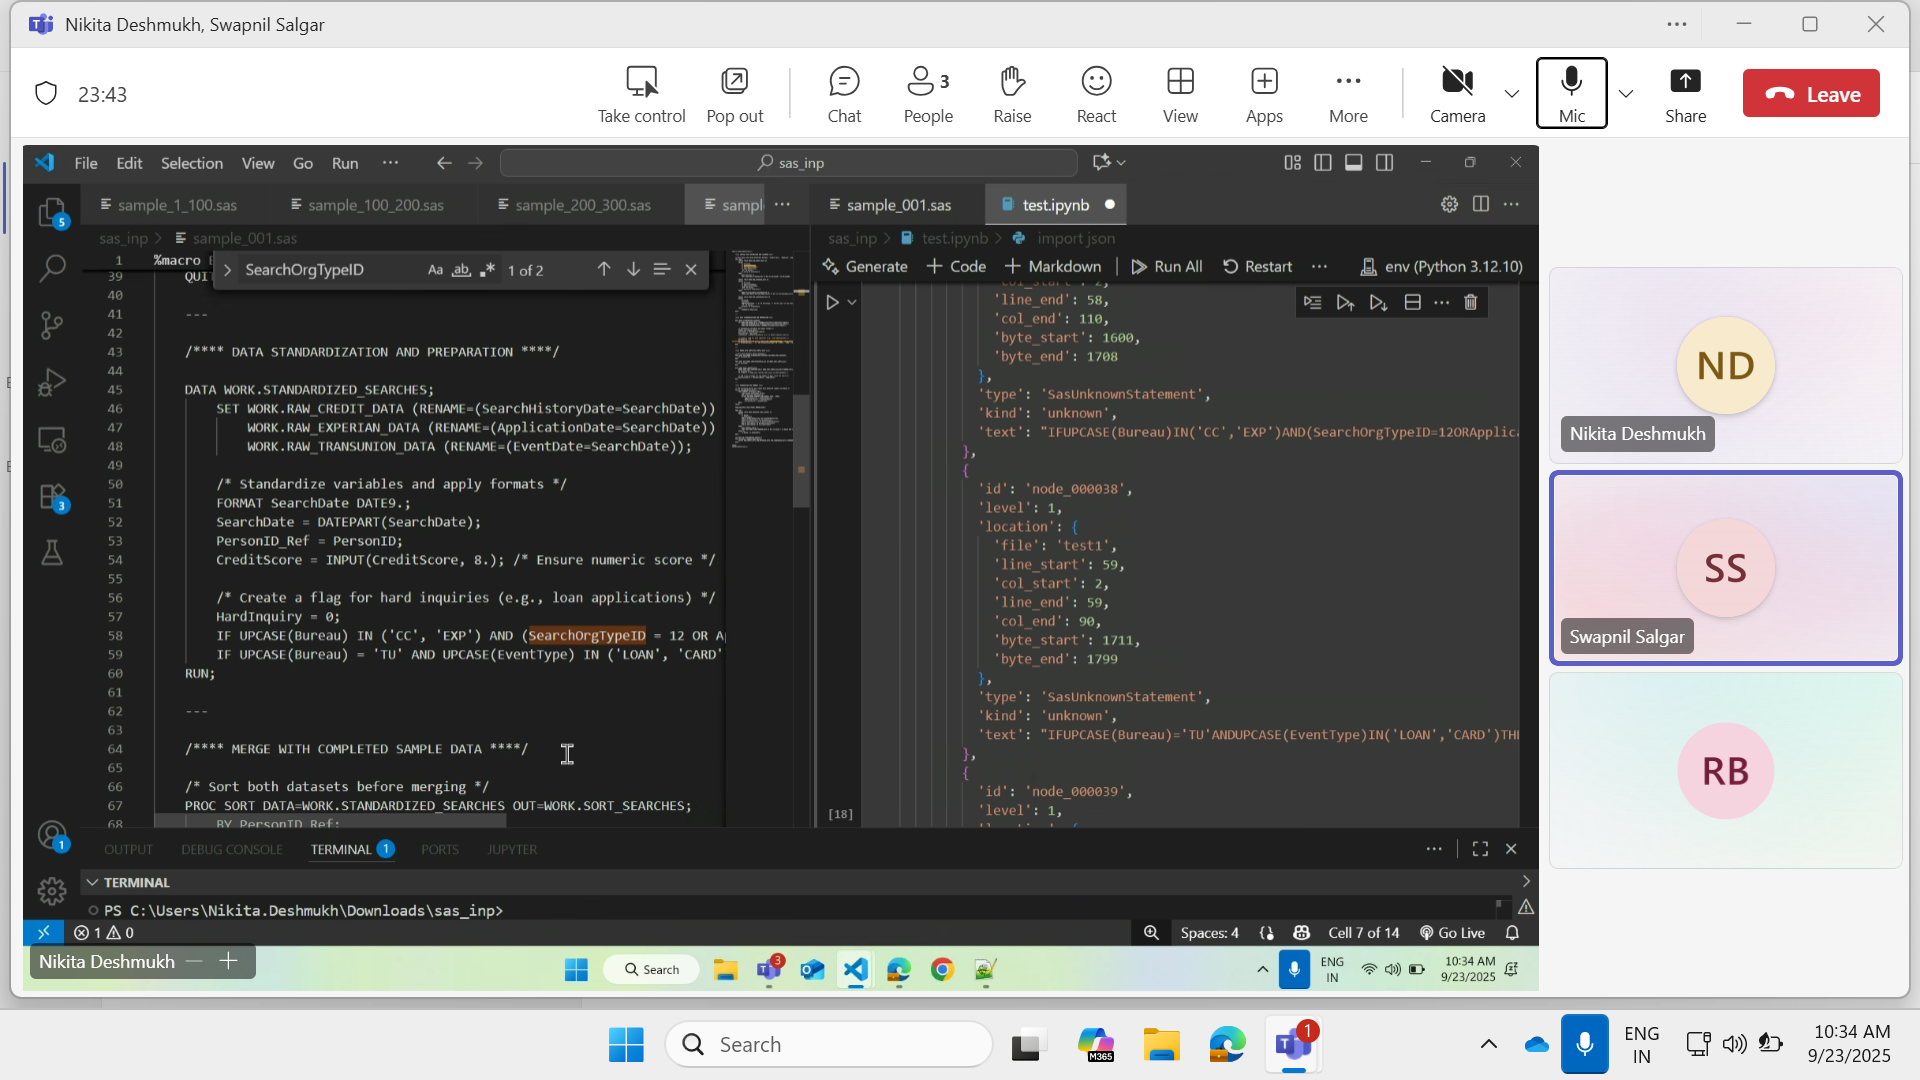 Nikita Deshmukh, Swapnil Salgar
23:43
Take control
Pop out
Chat
People
3
Raise
React
View
Apps
More
Camera
Mic
Share
Leave
File Edit Selection View Go Run
sas_inp
sample_1_100.sas
sample_100_200.sas
sample_200_300.sas
sampl
sample_001.sas
test.ipynb
5
sas_inp > sample_001.sas
sas_inp > test.ipynb > import json
> SearchOrgTypeID Aa ab 1 of 2
Generate + Code + Markdown Run All Restart env (Python 3.12.10)
1 %macro
39 QUI
40
41 ---
42
43 /**** DATA STANDARDIZATION AND PREPARATION ****/
44
45 DATA WORK.STANDARDIZED_SEARCHES;
46 SET WORK.RAW_CREDIT_DATA (RENAME=(SearchHistoryDate=SearchDate))
47 WORK.RAW_EXPERIAN_DATA (RENAME=(ApplicationDate=SearchDate))
48 WORK.RAW_TRANSUNION_DATA (RENAME=(EventDate=SearchDate));
49
50 /* Standardize variables and apply formats */
51 FORMAT SearchDate DATE9.;
52 SearchDate = DATEPART(SearchDate);
53 PersonID_Ref = PersonID;
54 CreditScore = INPUT(CreditScore, 8.); /* Ensure numeric score */
55
56 /* Create a flag for hard inquiries (e.g., loan applications) */
57 HardInquiry = 0;
58 IF UPCASE(Bureau) IN ('CC', 'EXP') AND (SearchOrgTypeID = 12 OR A
59 IF UPCASE(Bureau) = 'TU' AND UPCASE(EventType) IN ('LOAN', 'CARD'
60 RUN;
61
62 ---
63
64 /**** MERGE WITH COMPLETED SAMPLE DATA ****/
65
66 /* Sort both datasets before merging */
67 PROC SORT DATA=WORK.STANDARDIZED_SEARCHES OUT=WORK.SORT_SEARCHES;
68 BY PersonID_Ref;
'col_start': 2,
'line_end': 58,
'col_end': 110,
'byte_start': 1600,
'byte_end': 1708
},
'type': 'SasUnknownStatement',
'kind': 'unknown',
'text': "IFUPCASE(Bureau)IN('CC','EXP')AND(SearchOrgTypeID=12ORApplic
},
{
'id': 'node_000038',
'level': 1,
'location': {
'file': 'test1',
'line_start': 59,
'col_start': 2,
'line_end': 59,
'col_end': 90,
'byte_start': 1711,
'byte_end': 1799
},
'type': 'SasUnknownStatement',
'kind': 'unknown',
'text': "IFUPCASE(Bureau)='TU'ANDUPCASE(EventType)IN('LOAN','CARD')TH
},
{
'id': 'node_000039',
'level': 1,
[18]
3
1
OUTPUT DEBUG CONSOLE TERMINAL 1 PORTS JUPYTER
TERMINAL
PS C:\Users\Nikita.Deshmukh\Downloads\sas_inp>
1 0
Spaces: 4 Cell 7 of 14 Go Live
Nikita Deshmukh
Search
3
ENG
IN
10:34 AM
9/23/2025
ND
Nikita Deshmukh
SS
Swapnil Salgar
RB
Search
M365
1
ENG
IN
10:34 AM
9/23/2025